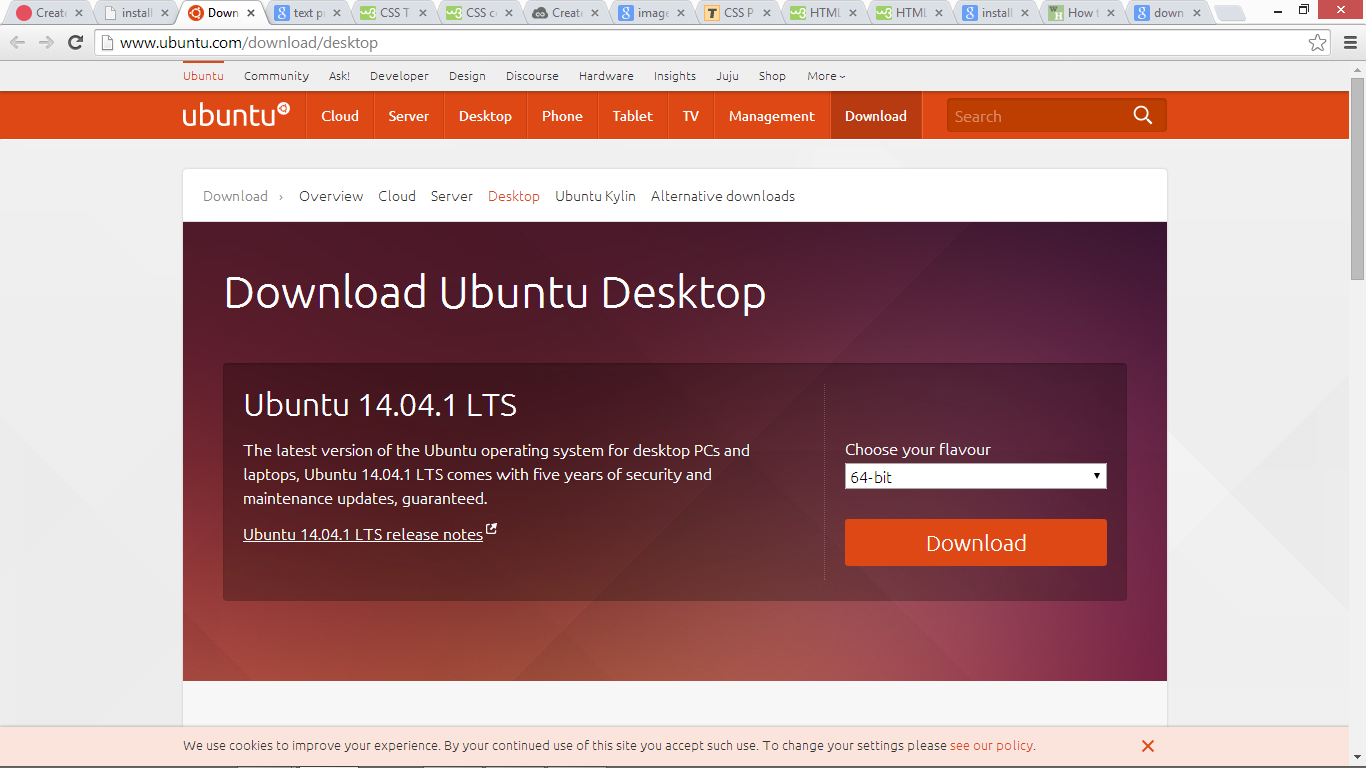 Create
install
Down
text p
CSS T
CSS c
Create
image
CSS P
HTML
HTML
install
How t
down
www.ubuntu.com/download/desktop
Ubuntu Community Ask! Developer Design Discourse Hardware Insights Juju Shop More
ubuntu Cloud Server Desktop Phone Tablet TV Management Download Search
Download › Overview Cloud Server Desktop Ubuntu Kylin Alternative downloads
Download Ubuntu Desktop
Ubuntu 14.04.1 LTS
The latest version of the Ubuntu operating system for desktop PCs and
laptops, Ubuntu 14.04.1 LTS comes with five years of security and
maintenance updates, guaranteed.
Ubuntu 14.04.1 LTS release notes
Choose your flavour
64-bit
Download
We use cookies to improve your experience. By your continued use of this site you accept such use. To change your settings please see our policy.